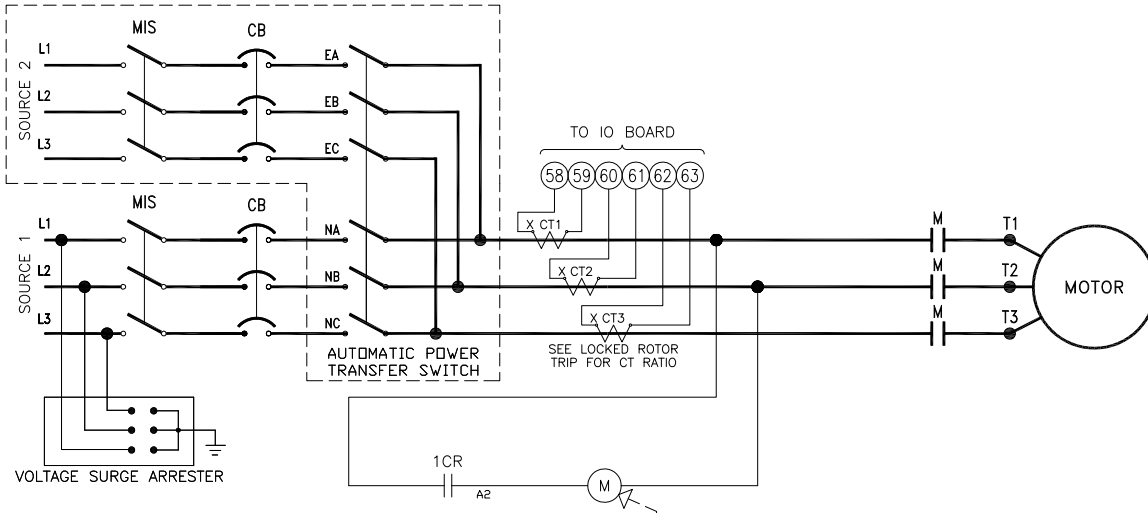 MIS
CB
SOURCE 2
L1
L2
L3
EA
EB
EC
TO IO BOARD
58 59 60 61 62 63
MIS
CB
SOURCE 1
L1
L2
L3
NA
NB
NC
X CT1
X CT2
X CT3
M
M
M
T1
T2
T3
MOTOR
AUTOMATIC POWER
TRANSFER SWITCH
SEE LOCKED ROTOR
TRIP FOR CT RATIO
VOLTAGE SURGE ARRESTER
1CR
A2
M